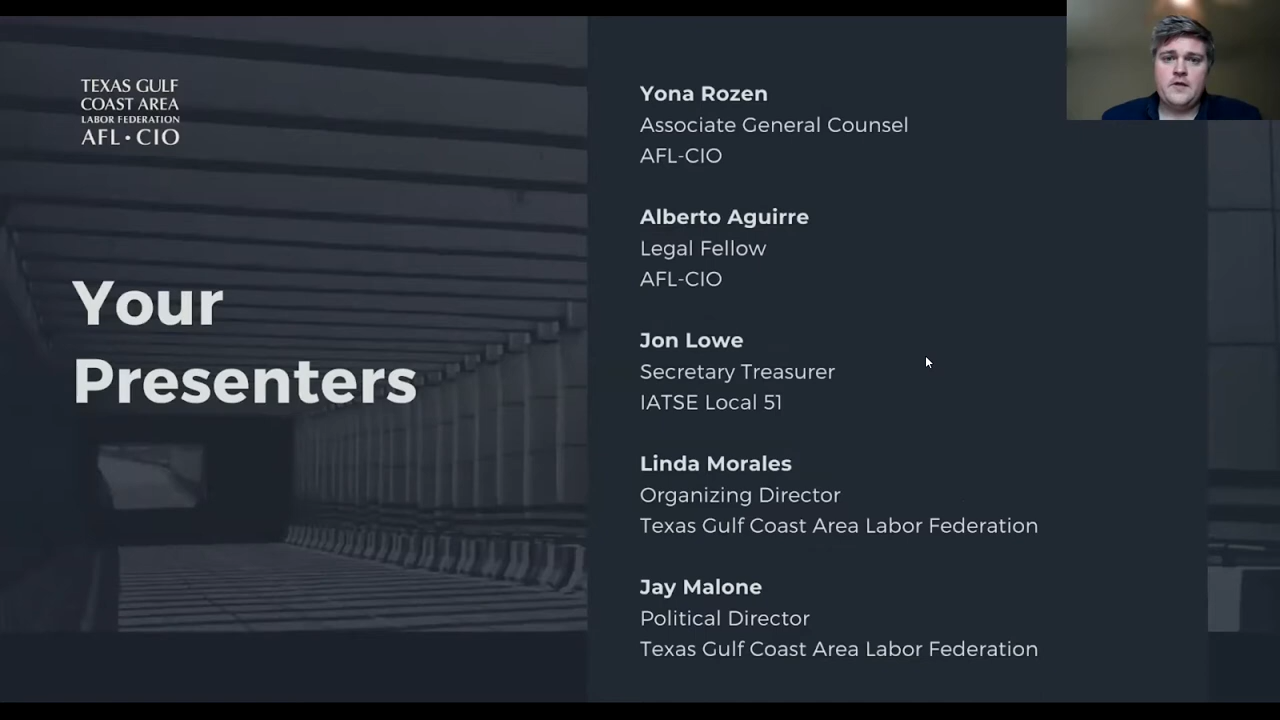 TEXAS GULF
COAST AREA
LABOR FEDERATION
AFL • CIO
Your
Presenters
Yona Rozen
Associate General Counsel
AFL-CIO
Alberto Aguirre
Legal Fellow
AFL-CIO
Jon Lowe
Secretary Treasurer
IATSE Local 51
Linda Morales
Organizing Director
Texas Gulf Coast Area Labor Federation
Jay Malone
Political Director
Texas Gulf Coast Area Labor Federation